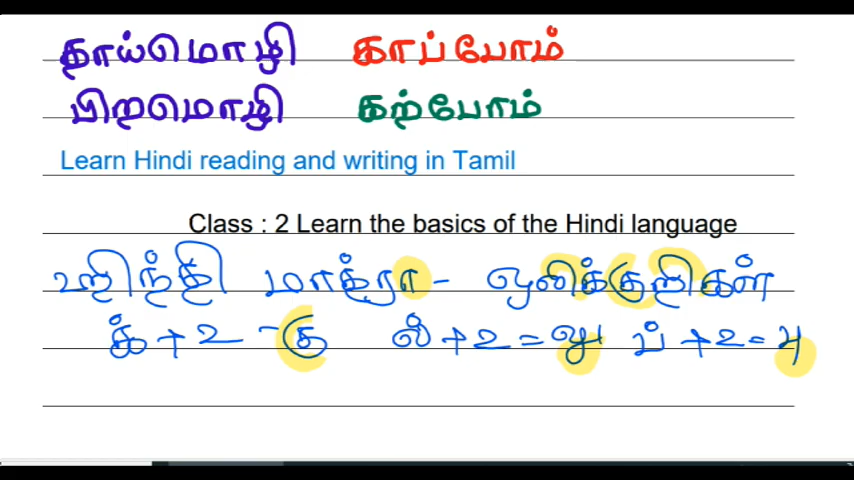 தாய்மொழி காப்போம்
பிறமொழி கற்போம்
Learn Hindi reading and writing in Tamil
Class : 2 Learn the basics of the Hindi language
ஹிந்தி மாத்ரா - ஒலிக்குறிகள்
க் + உ - கு ல் + உ = லு ப் + உ = பு